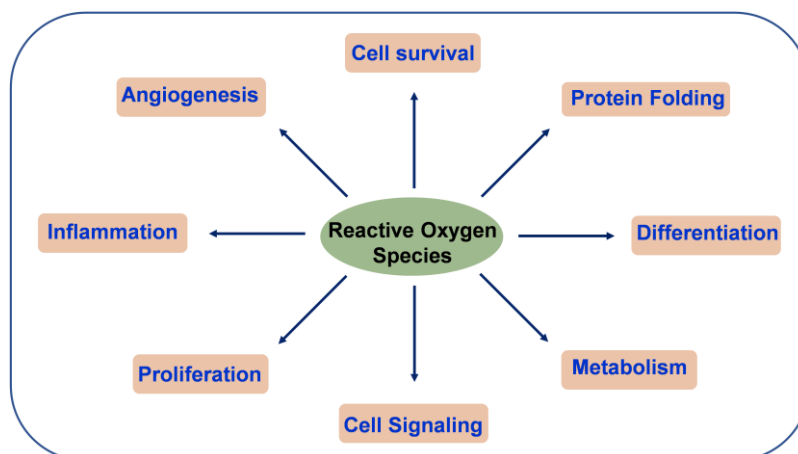 Cell survival
Angiogenesis
Protein Folding
Inflammation
Reactive Oxygen
Species
Differentiation
Proliferation
Metabolism
Cell Signaling